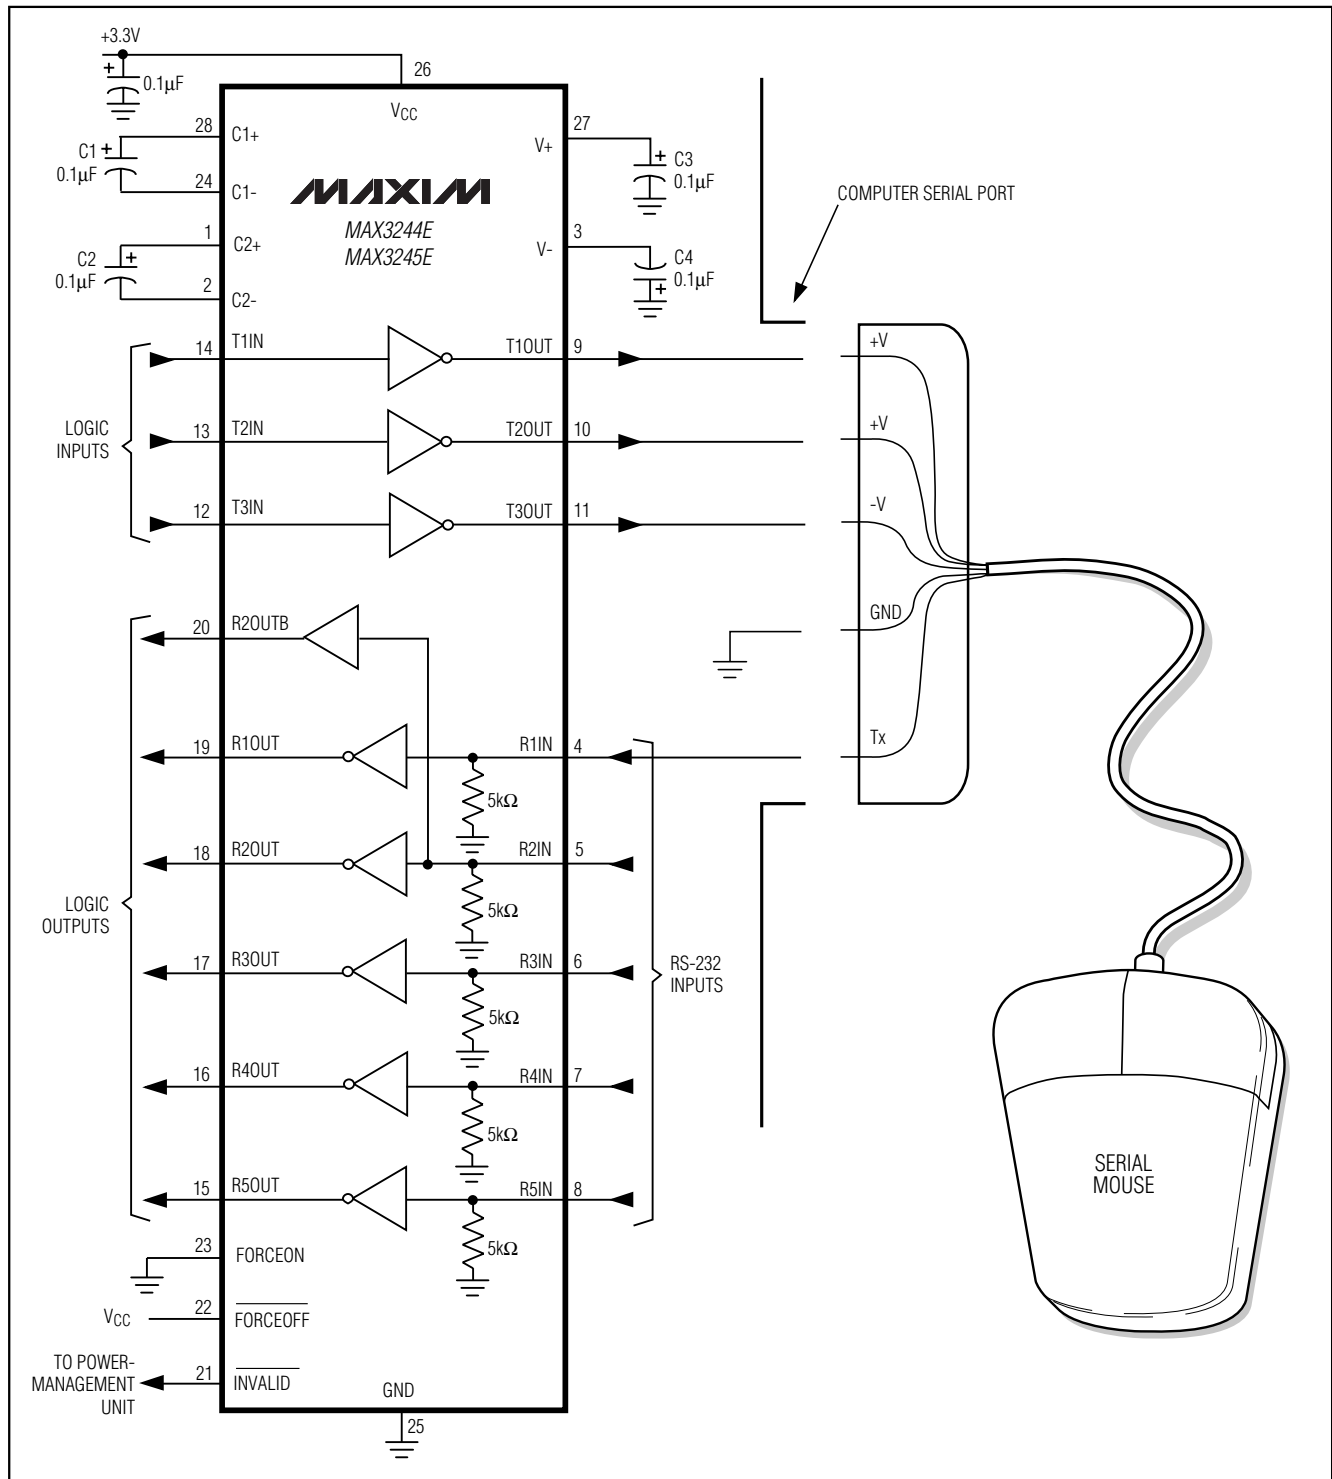 +3.3V
+
0.1µF
26
VCC
28
C1+
C1
+
0.1µF
24
C1-
1
C2+
C2
+
0.1µF
2
C2-
MAXIM
MAX3244E
MAX3245E
27
V+
+
C3
0.1µF
3
V-
C4
0.1µF
+
COMPUTER SERIAL PORT
LOGIC
INPUTS
14
T1IN
T1OUT
9
+V
13
T2IN
T2OUT
10
+V
12
T3IN
T3OUT
11
-V
20
R2OUTB
GND
LOGIC
OUTPUTS
19
R1OUT
R1IN
4
Tx
5kΩ
18
R2OUT
R2IN
5
5kΩ
17
R3OUT
R3IN
6
RS-232
INPUTS
5kΩ
16
R4OUT
R4IN
7
5kΩ
15
R5OUT
R5IN
8
5kΩ
SERIAL
MOUSE
23
FORCEON
VCC
22
FORCEOFF
TO POWER-
MANAGEMENT
UNIT
21
INVALID
GND
25